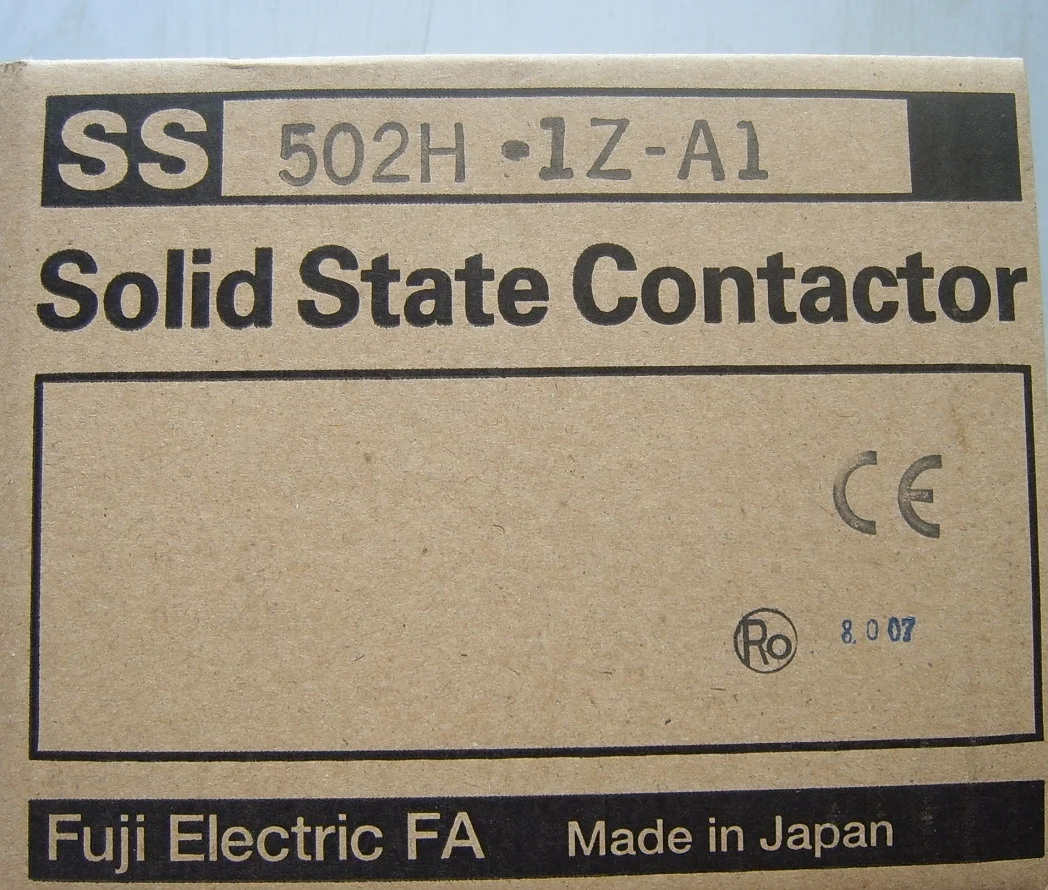 SS 502H •1Z-A1
Solid State Contactor
CE
Ro 8.0 07
Fuji Electric FA Made in Japan